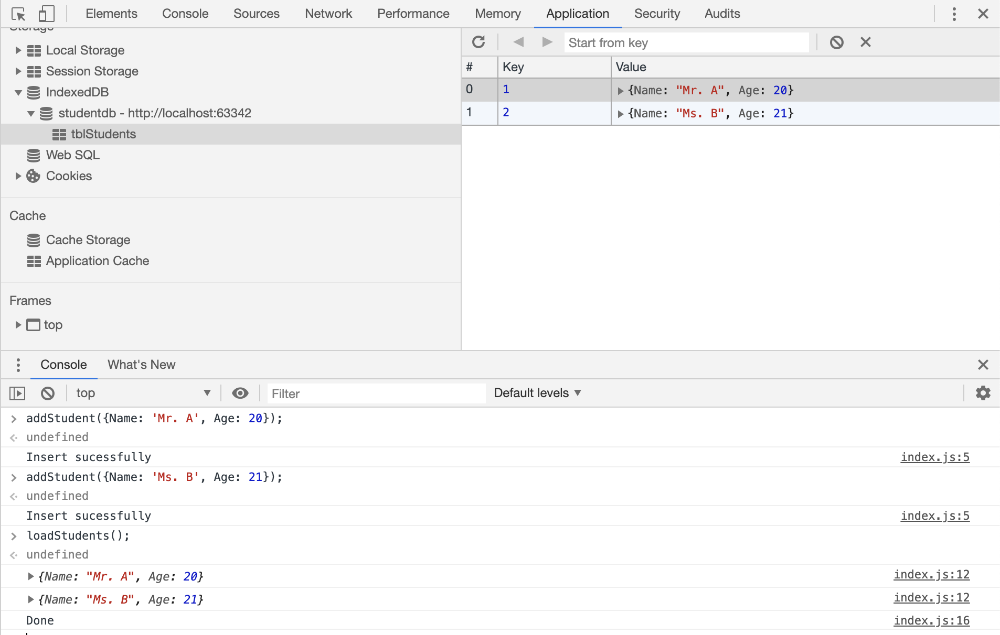 Elements Console Sources Network Performance Memory Application Security Audits
Storage
Local Storage
Session Storage
IndexedDB
studentdb - http://localhost:63342
tblStudents
Web SQL
Cookies
Cache
Cache Storage
Application Cache
Frames
top
Start from key
# Key Value
0 1 {Name: "Mr. A", Age: 20}
1 2 {Name: "Ms. B", Age: 21}
Console What's New
top Filter Default levels
addStudent({Name: 'Mr. A', Age: 20});
undefined
Insert sucessfully index.js:5
addStudent({Name: 'Ms. B', Age: 21});
undefined
Insert sucessfully index.js:5
loadStudents();
undefined
{Name: "Mr. A", Age: 20} index.js:12
{Name: "Ms. B", Age: 21} index.js:12
Done index.js:16